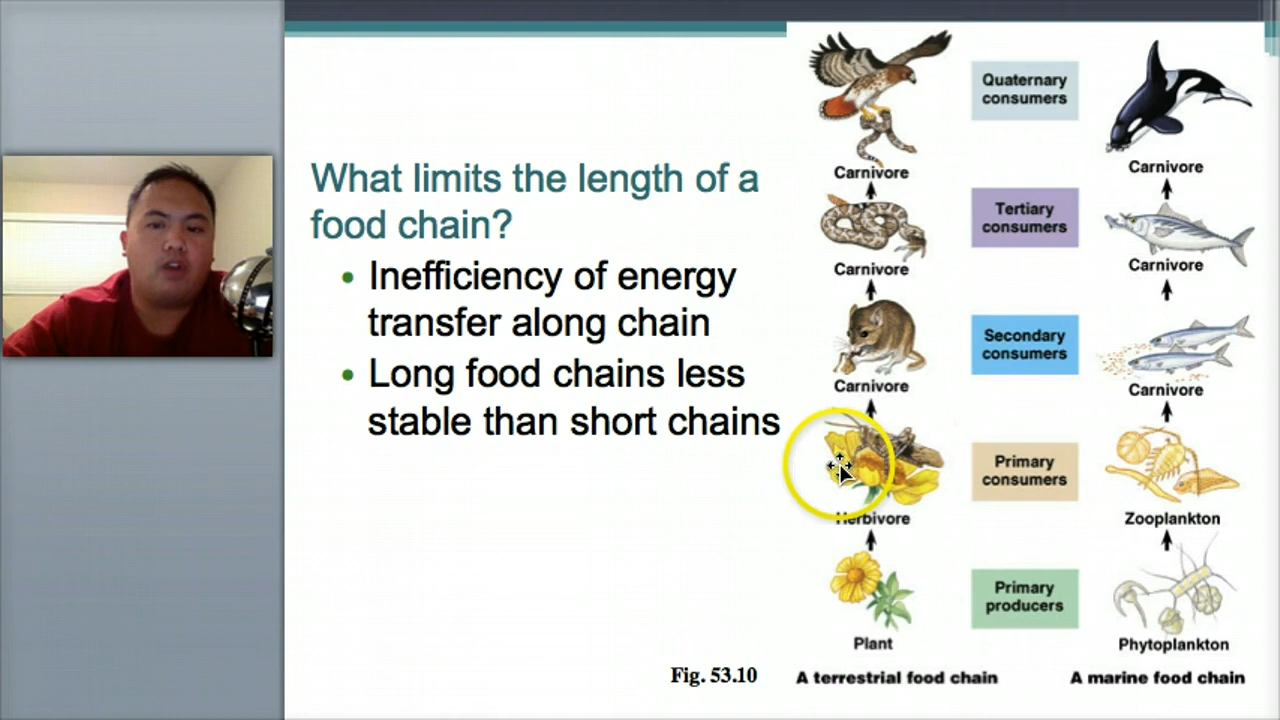 What limits the length of a
food chain?
• Inefficiency of energy
transfer along chain
• Long food chains less
stable than short chains
Fig. 53.10
Quaternary
consumers
Carnivore
Carnivore
Tertiary
consumers
Carnivore
Carnivore
Secondary
consumers
Carnivore
Carnivore
Primary
consumers
Herbivore
Zooplankton
Primary
producers
Plant
Phytoplankton
A terrestrial food chain
A marine food chain